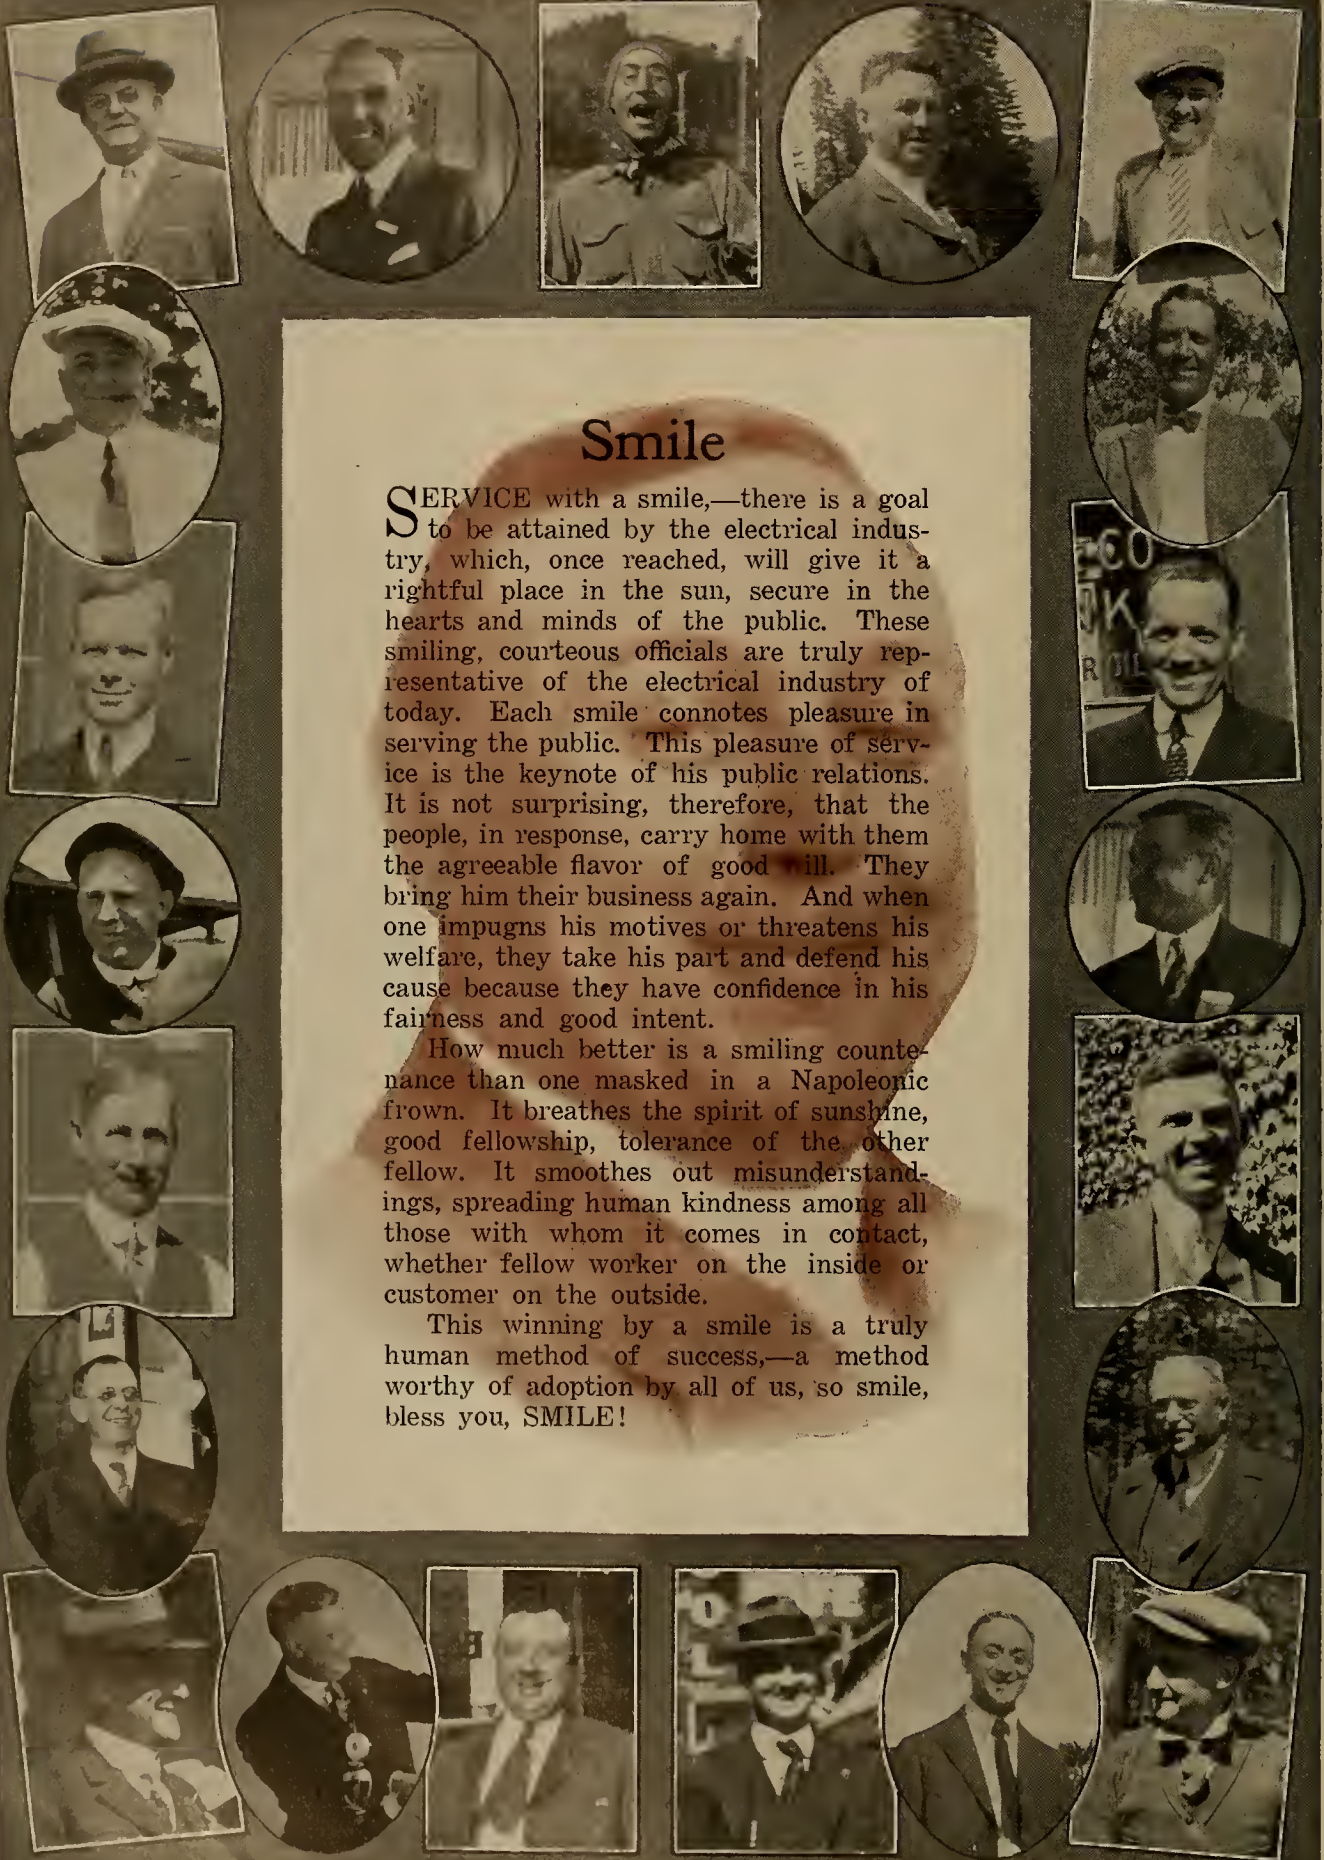 Smile
SERVICE with a smile,—there is a goal
to be attained by the electrical indus-
try, which, once reached, will give it a
rightful place in the sun, secure in the
hearts and minds of the public. These
smiling, courteous officials are truly rep-
resentative of the electrical industry of
today. Each smile connotes pleasure in
serving the public. This pleasure of serv-
ice is the keynote of his public relations.
It is not surprising, therefore, that the
people, in response, carry home with them
the agreeable flavor of good will. They
bring him their business again. And when
one impugns his motives or threatens his
welfare, they take his part and defend his
cause because they have confidence in his
fairness and good intent.
How much better is a smiling counte-
nance than one masked in a Napoleonic
frown. It breathes the spirit of sunshine,
good fellowship, tolerance of the other
fellow. It smoothes out misunderstand-
ings, spreading human kindness among all
those with whom it comes in contact,
whether fellow worker on the inside or
customer on the outside.
This winning by a smile is a truly
human method of success,—a method
worthy of adoption by all of us, so smile,
bless you, SMILE!